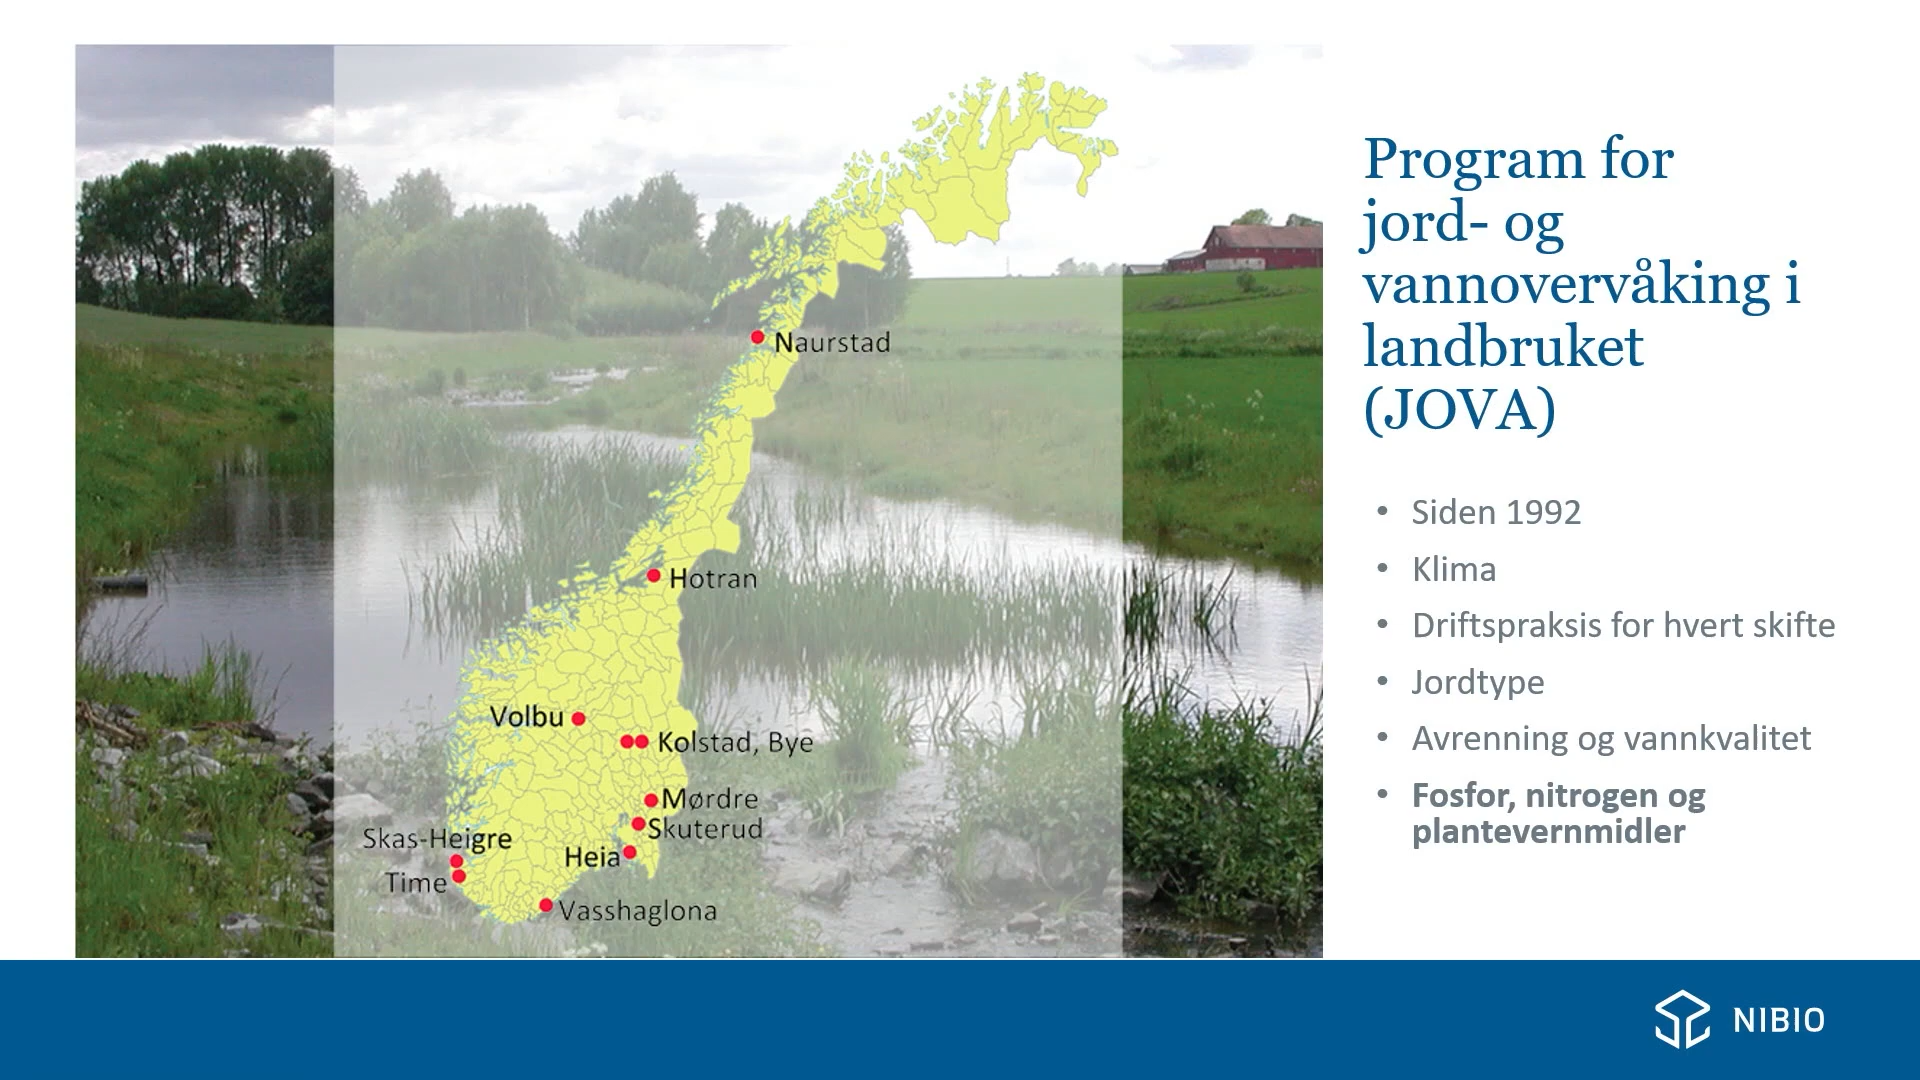 Program for
jord- og
vannovervåking i
landbruket
(JOVA)
• Siden 1992
• Klima
• Driftspraksis for hvert skifte
• Jordtype
• Avrenning og vannkvalitet
• Fosfor, nitrogen og
plantevernmidler
Naurstad
Hotran
Volbu
Kolstad, Bye
Mørdre
Skuterud
Skas-Heigre
Heia
Time
Vasshaglona
NIBIO